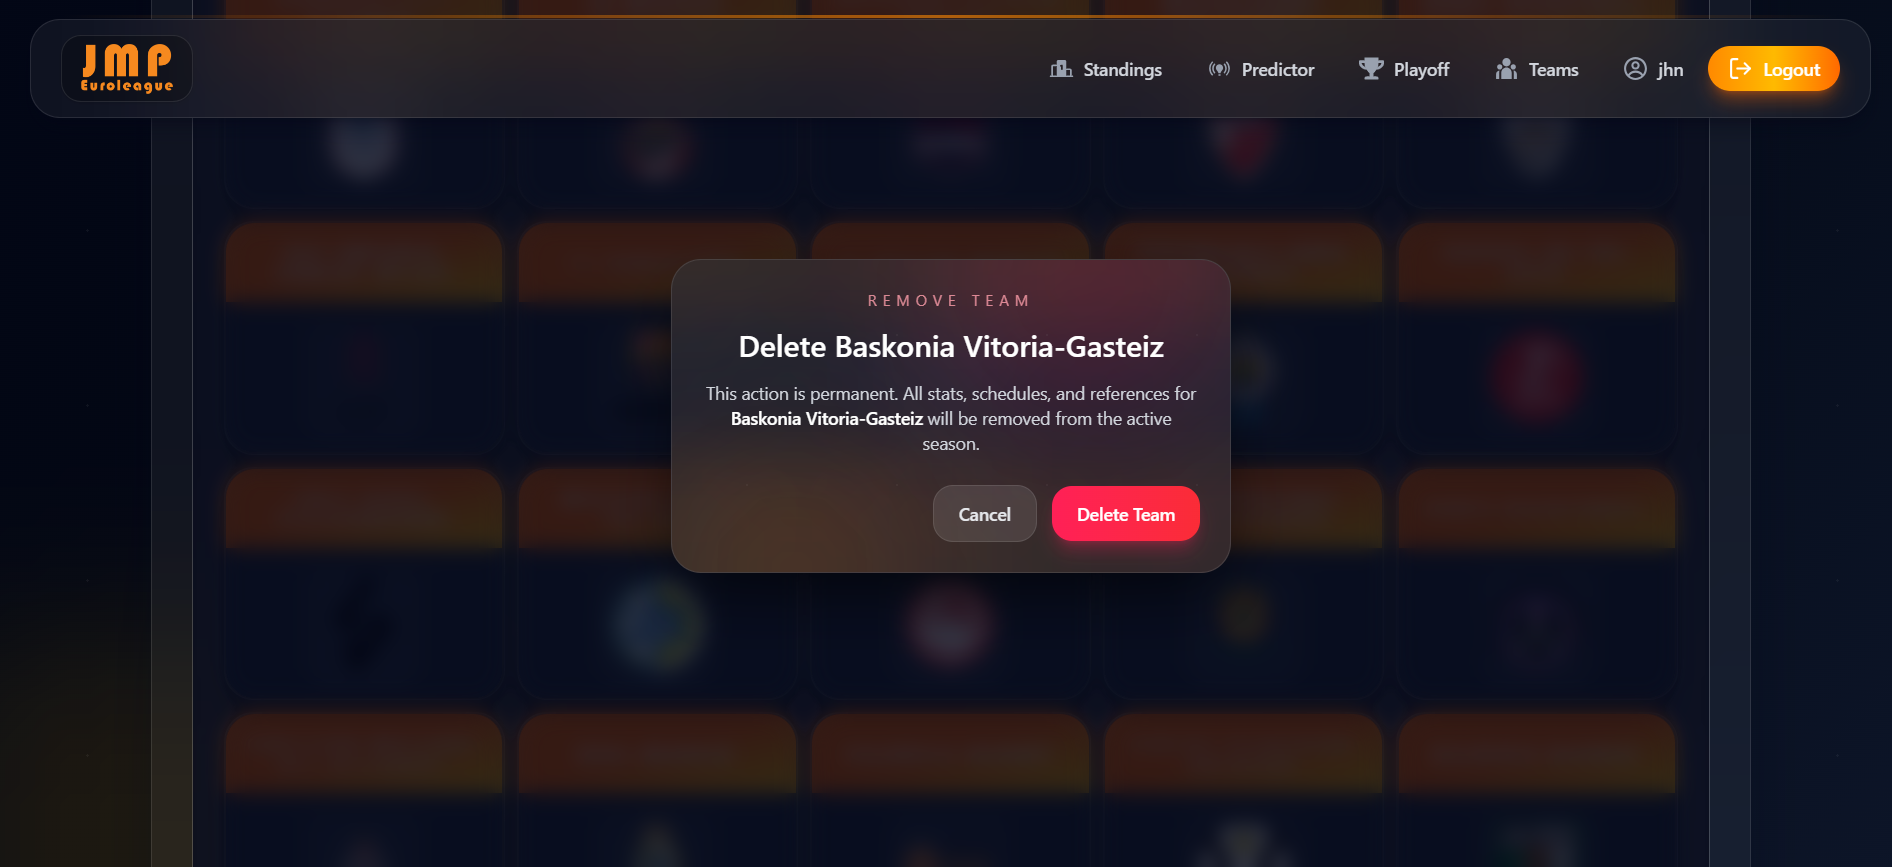 JMP
Euroleague
Standings
Predictor
Playoff
Teams
jhn
Logout
REMOVE TEAM
Delete Baskonia Vitoria-Gasteiz
This action is permanent. All stats, schedules, and references for
Baskonia Vitoria-Gasteiz will be removed from the active
season.
Cancel
Delete Team